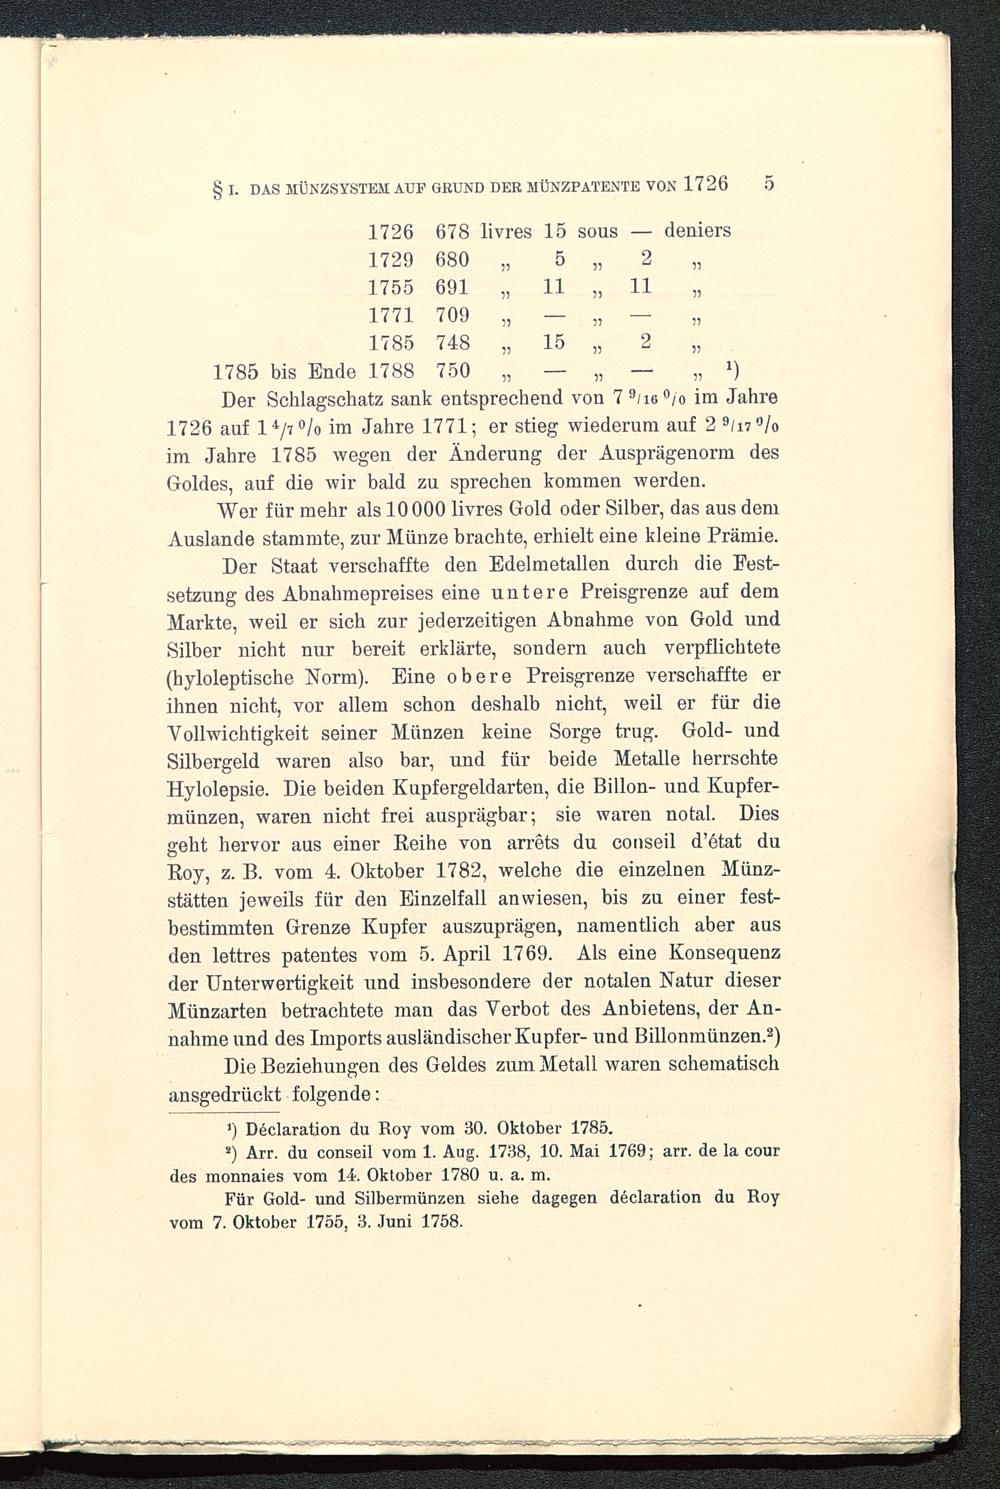 § I. DAS MÜNZSYSTEM AUF GRUND DER MÜNZPATENTE VON 1726 5
1726 678 livres 15 sous — deniers
1729 680 „ 5 „ 2 „
1755 691 „ 11 „ 11 „
1771 709 „ — „ — „
1785 748 „ 15 „ 2 „
1785 bis Ende 1788 750 „ — „ — „ ¹)
Der Schlagschatz sank entsprechend von 7 9/16 % im Jahre
1726 auf 1 4/7 % im Jahre 1771; er stieg wiederum auf 2 9/17 %
im Jahre 1785 wegen der Änderung der Ausprägenorm des
Goldes, auf die wir bald zu sprechen kommen werden.
Wer für mehr als 10 000 livres Gold oder Silber, das aus dem
Auslande stammte, zur Münze brachte, erhielt eine kleine Prämie.
Der Staat verschaffte den Edelmetallen durch die Fest-
setzung des Abnahmepreises eine untere Preisgrenze auf dem
Markte, weil er sich zur jederzeitigen Abnahme von Gold und
Silber nicht nur bereit erklärte, sondern auch verpflichtete
(hyloleptische Norm). Eine obere Preisgrenze verschaffte er
ihnen nicht, vor allem schon deshalb nicht, weil er für die
Vollwichtigkeit seiner Münzen keine Sorge trug. Gold- und
Silbergeld waren also bar, und für beide Metalle herrschte
Hylolepsie. Die beiden Kupfergeldarten, die Billon- und Kupfer-
münzen, waren nicht frei ausprägbar; sie waren notal. Dies
geht hervor aus einer Reihe von arrêts du conseil d'état du
Roy, z. B. vom 4. Oktober 1782, welche die einzelnen Münz-
stätten jeweils für den Einzelfall anwiesen, bis zu einer fest-
bestimmten Grenze Kupfer auszuprägen, namentlich aber aus
den lettres patentes vom 5. April 1769. Als eine Konsequenz
der Unterwertigkeit und insbesondere der notalen Natur dieser
Münzarten betrachtete man das Verbot des Anbietens, der An-
nahme und des Imports ausländischer Kupfer- und Billonmünzen.²)
Die Beziehungen des Geldes zum Metall waren schematisch
ansgedrückt folgende:
¹) Déclaration du Roy vom 30. Oktober 1785.
²) Arr. du conseil vom 1. Aug. 1738, 10. Mai 1769; arr. de la cour
des monnaies vom 14. Oktober 1780 u. a. m.
Für Gold- und Silbermünzen siehe dagegen déclaration du Roy
vom 7. Oktober 1755, 3. Juni 1758.